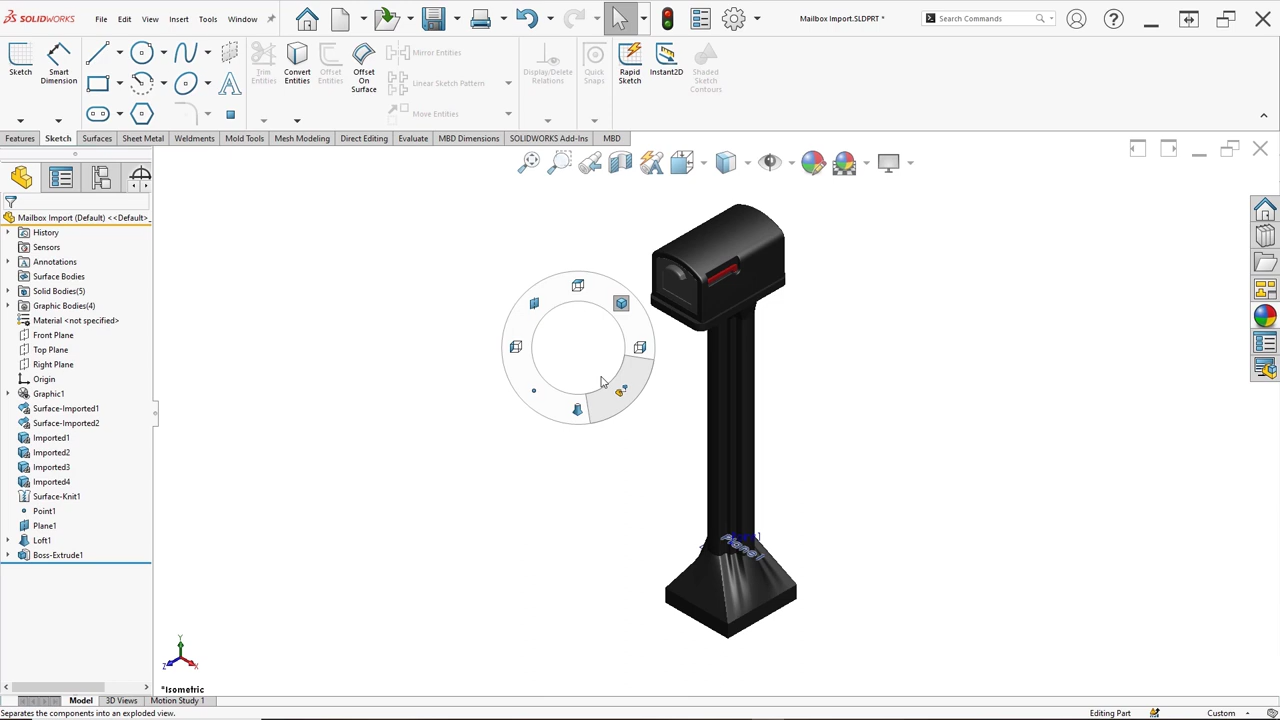 SOLIDWORKS File Edit View Insert Tools Window Mailbox Import.SLDPRT * Search Commands
Sketch
Smart Dimension
Trim Entities
Convert Entities
Offset Entities
Offset On Surface
Mirror Entities
Linear Sketch Pattern
Move Entities
Display/Delete Relations
Quick Snaps
Rapid Sketch
Instant2D
Shaded Sketch Contours
Features Sketch Surfaces Sheet Metal Weldments Mold Tools Mesh Modeling Direct Editing Evaluate MBD Dimensions SOLIDWORKS Add-Ins MBD
Mailbox Import (Default) <<Default>_
History
Sensors
Annotations
Surface Bodies
Solid Bodies(5)
Graphic Bodies(4)
Material <not specified>
Front Plane
Top Plane
Right Plane
Origin
Graphic1
Surface-Imported1
Surface-Imported2
Imported1
Imported2
Imported3
Imported4
Surface-Knit1
Point1
Plane1
Loft1
Boss-Extrude1
Plane1
Y
Z X
*Isometric
Model 3D Views Motion Study 1
Separates the components into an exploded view. Editing Part Custom